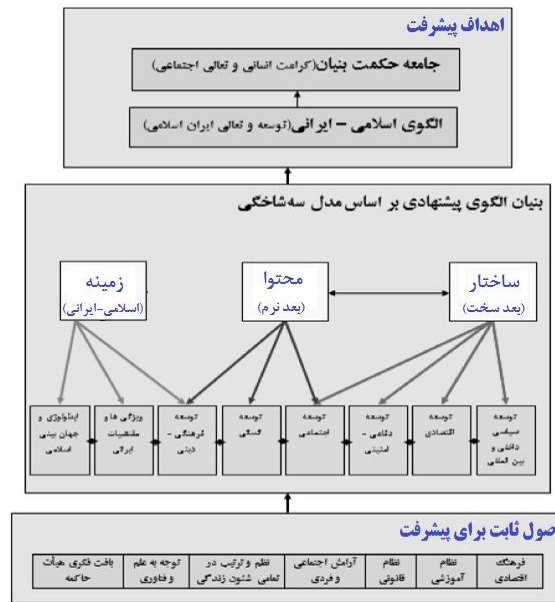 اهداف پیشرفت
جامعه حکمت بنیان(کرامت انسانی و تعالی اجتماعی)
الگوی اسلامی – ایرانی(توسعه و تعالی ایران اسلامی)
بنیان الگوی پیشنهادی بر اساس مدل سه‌شاخگی
ساختار
(بعد سخت)
محتوا
(بعد نرم)
زمینه
(اسلامی-ایرانی)
توسعه
سیاسی
داخلی و
بین المللی
توسعه
اقتصادی
توسعه
دفاعی -
امنیتی
توسعه
اجتماعی
توسعه
انسانی
توسعه
فرهنگی -
دینی
ویژگی ها و
مقتضیات
ایرانی
ایدئولوژی و
جهان بینی
اسلامی
صول ثابت برای پیشرفت
فرهنگ
اقتصادی
نظام
آموزشی
نظام
قانونی
آرامش اجتماعی
و فردی
نظم و ترتیب در
تمامی شئون زندگی
توجه به علم
و فناوری
بافت فکری هیأت
حاکمه